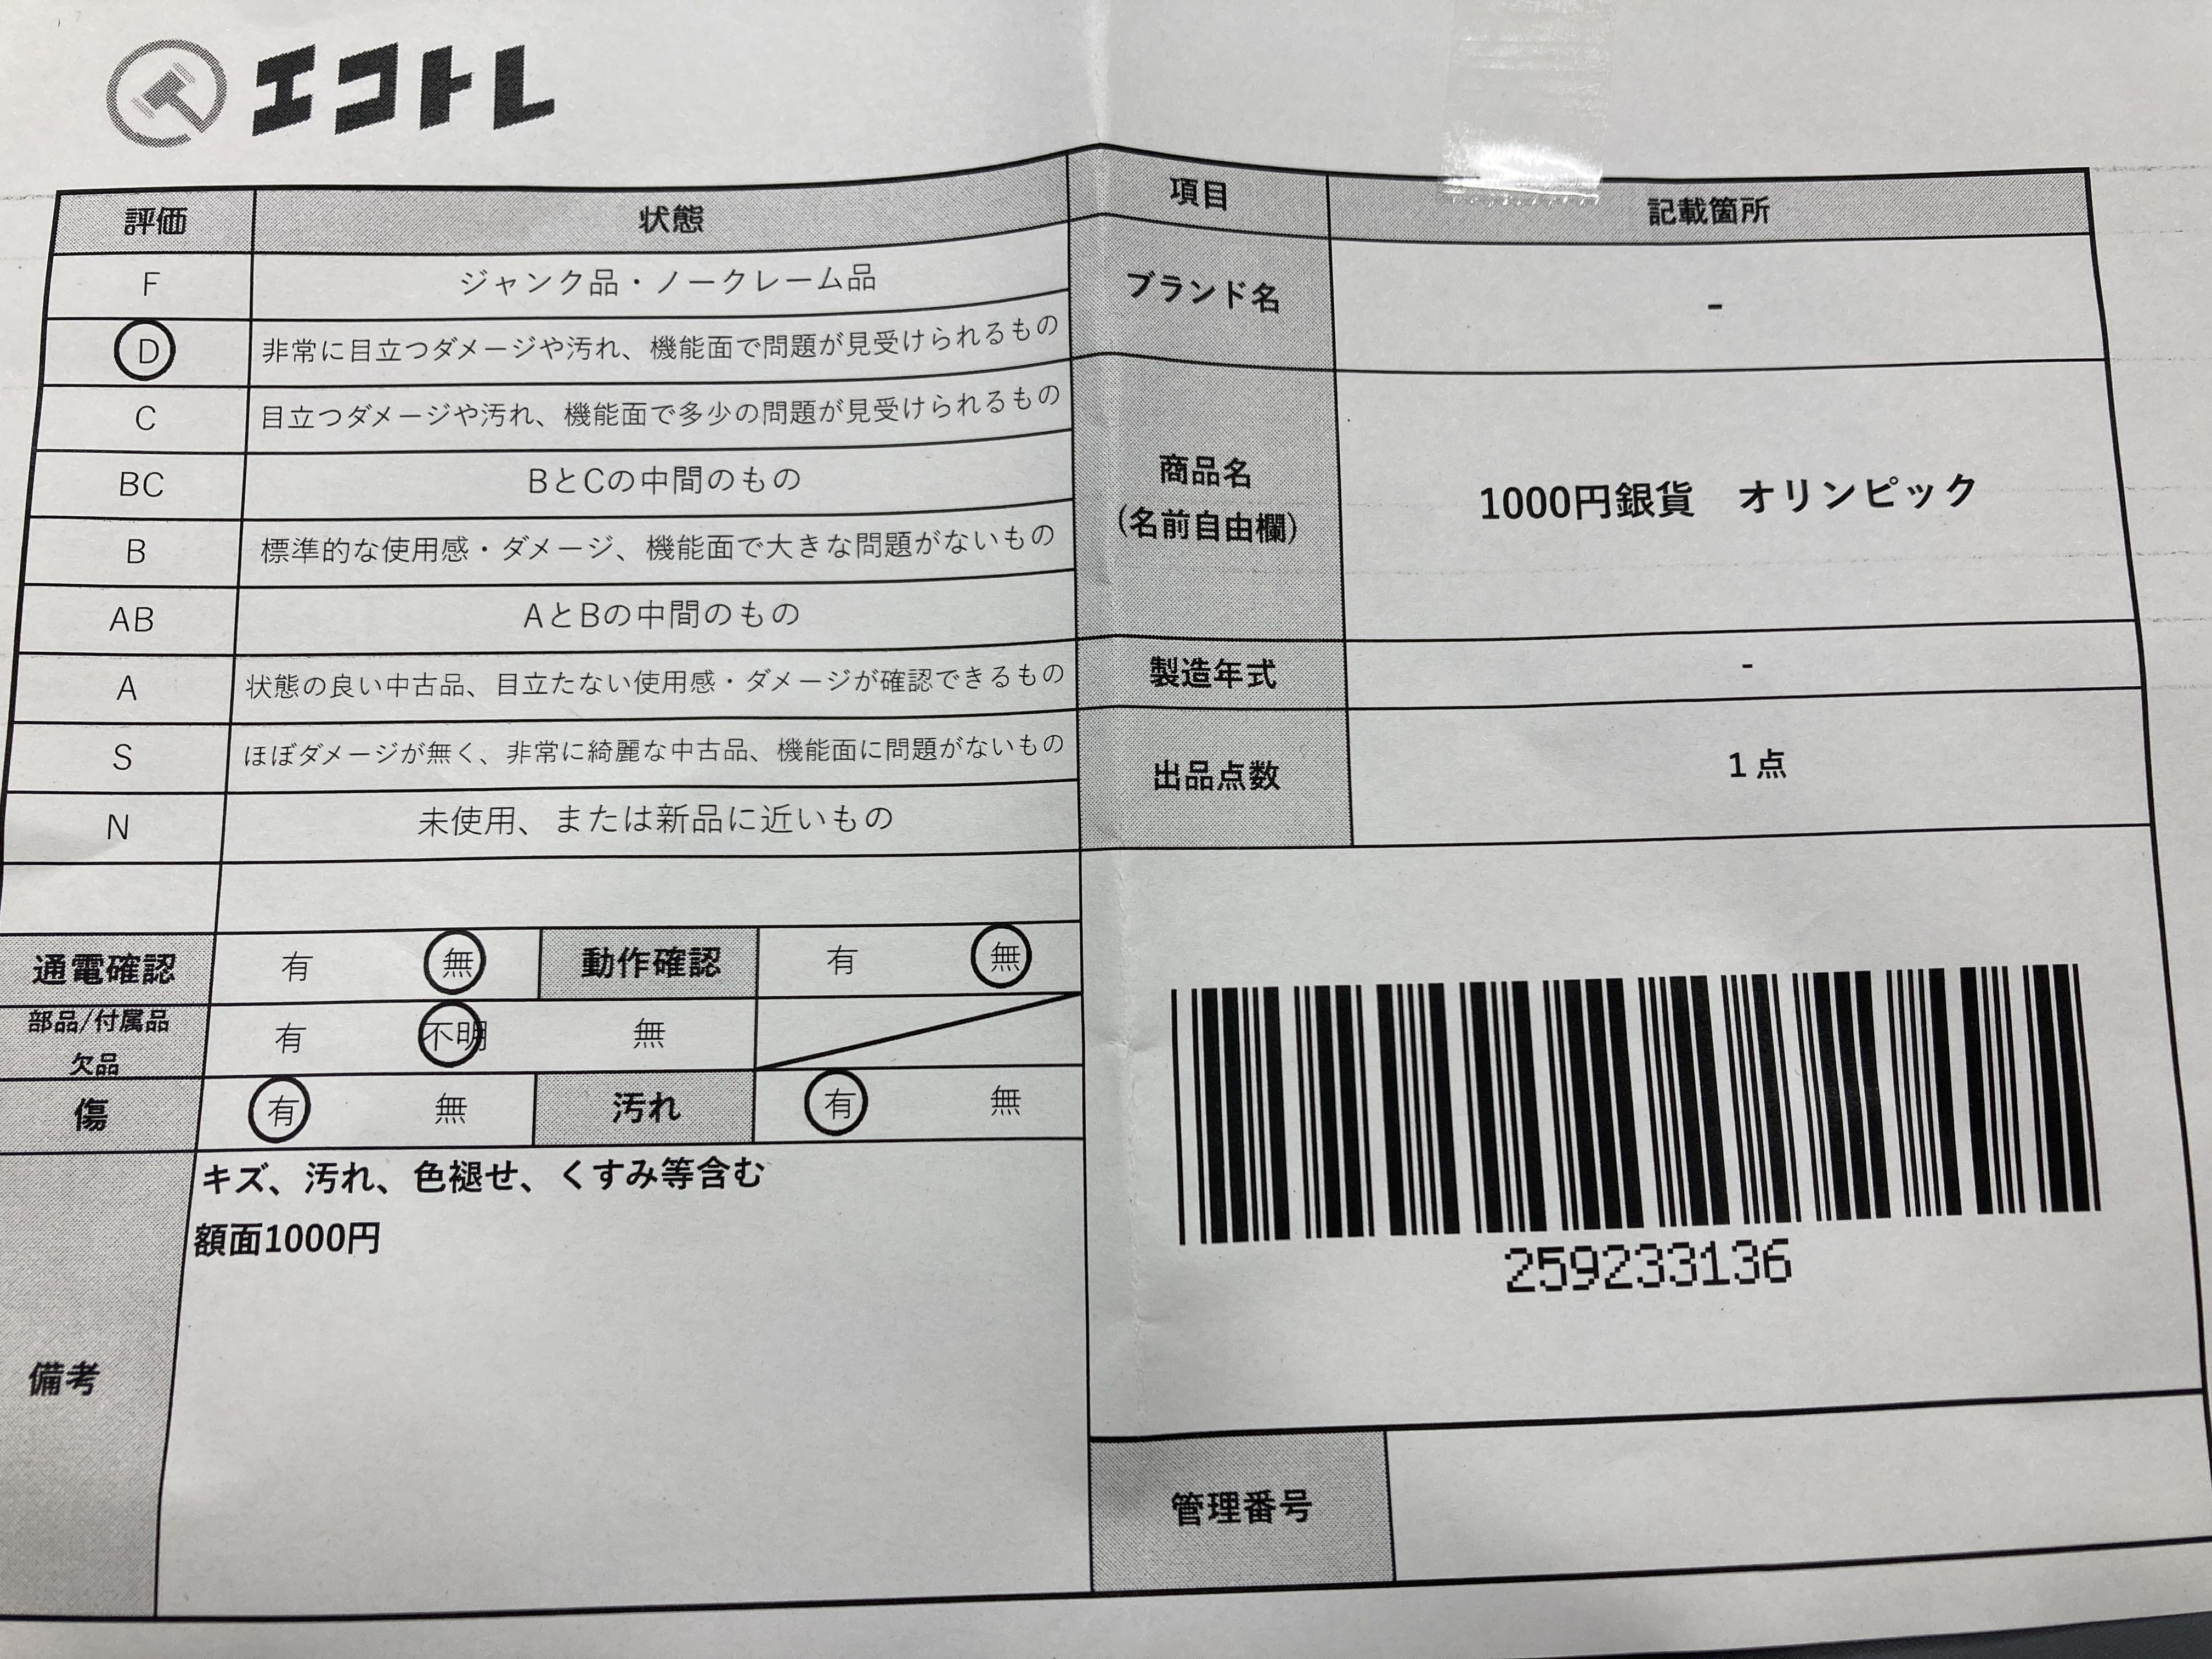 エコトレ
評価 状態
F ジャンク品・ノークレーム品
D 非常に目立つダメージや汚れ、機能面で問題が見受けられるもの
C 目立つダメージや汚れ、機能面で多少の問題が見受けられるもの
BC BとCの中間のもの
B 標準的な使用感・ダメージ、機能面で大きな問題がないもの
AB AとBの中間のもの
A 状態の良い中古品、目立たない使用感・ダメージが確認できるもの
S ほぼダメージが無く、非常に綺麗な中古品、機能面に問題がないもの
N 未使用、または新品に近いもの
通電確認 有 無 動作確認 有 無
部品/付属品
欠品
有 不明 無
傷 有 無 汚れ 有 無
備考
キズ、汚れ、色褪せ、くすみ等含む
額面1000円
項目 記載箇所
ブランド名 -
商品名
(名前自由欄)
1000円銀貨 オリンピック
製造年式 -
出品点数 1点
259233136
管理番号